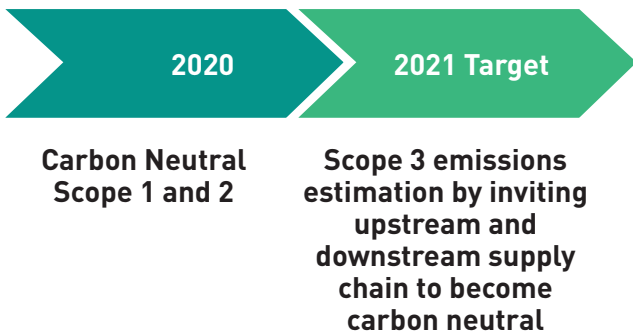 2020
2021 Target
Carbon Neutral
Scope 1 and 2
Scope 3 emissions
estimation by inviting
upstream and
downstream supply
chain to become
carbon neutral